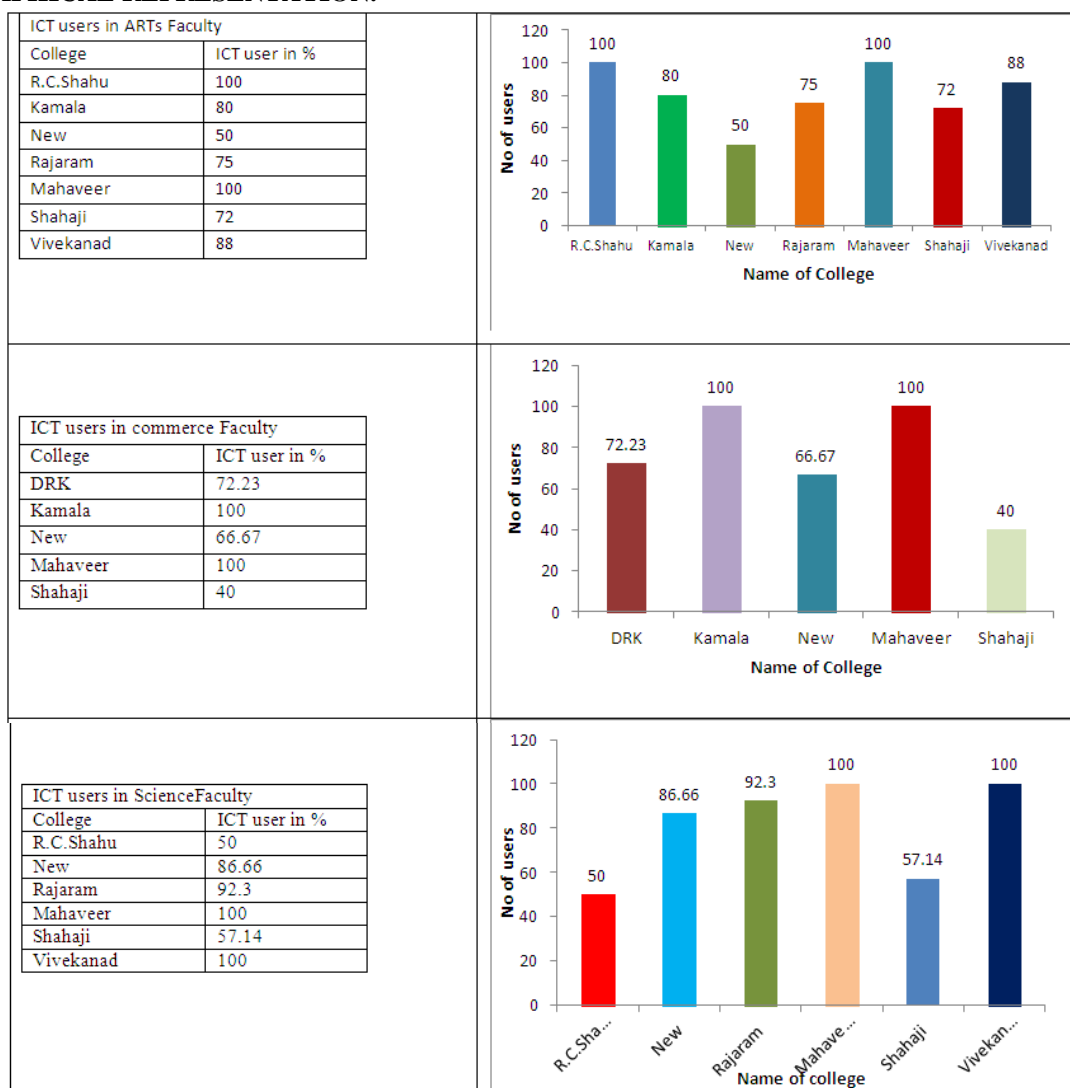 ICT users in ARTs Faculty
College ICT user in %
R.C.Shahu 100
Kamala 80
New 50
Rajaram 75
Mahaveer 100
Shahaji 72
Vivekanad 88
120
100
80
60
40
20
0
No of users
100 80 50 75 100 72 88
R.C.Shahu Kamala New Rajaram Mahaveer Shahaji Vivekanad
Name of College
ICT users in commerce Faculty
College ICT user in %
DRK 72.23
Kamala 100
New 66.67
Mahaveer 100
Shahaji 40
120
100
80
60
40
20
0
No of users
72.23 100 66.67 100 40
DRK Kamala New Mahaveer Shahaji
Name of College
ICT users in ScienceFaculty
College ICT user in %
R.C.Shahu 50
New 86.66
Rajaram 92.3
Mahaveer 100
Shahaji 57.14
Vivekanad 100
120
100
80
60
40
20
0
No of users
50 86.66 92.3 100 57.14 100
R.C.Sha... New Rajaram Mahave... Shahaji Vivekan...
Name of college